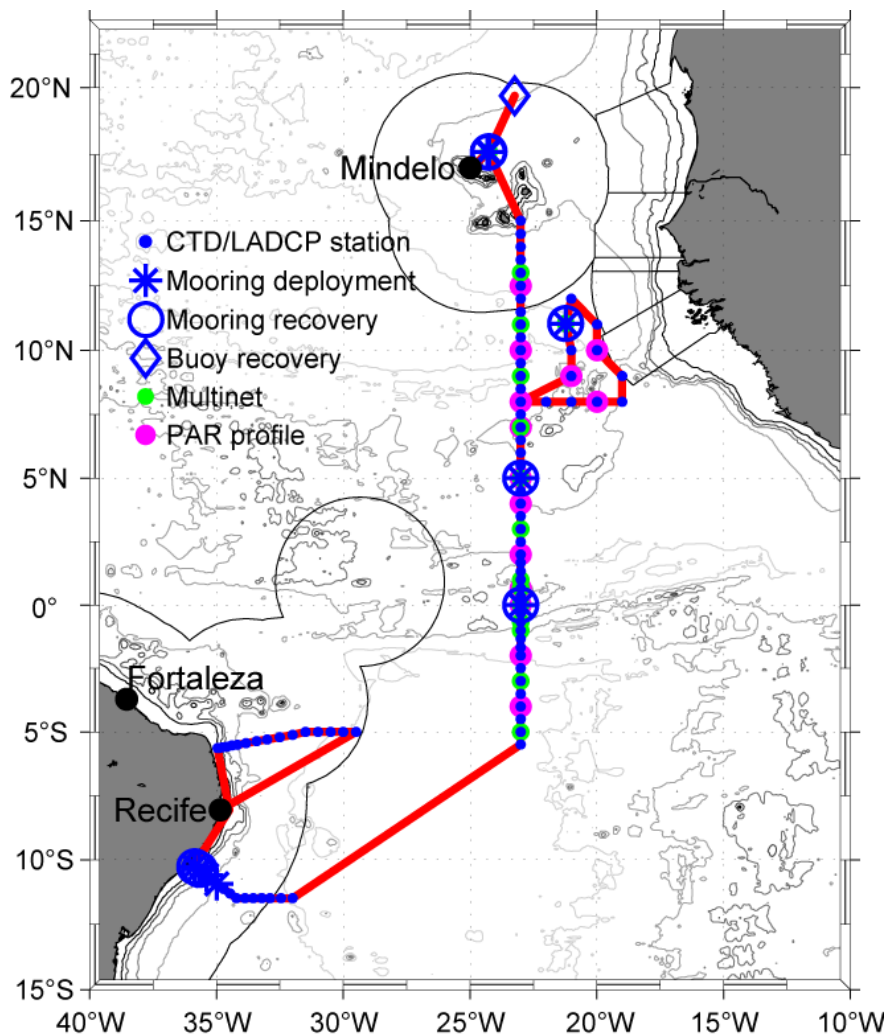 20°N
Mindelo
15°N
CTD/LADCP station
Mooring deployment
Mooring recovery
10°N
Buoy recovery
Multinet
PAR profile
5°N
0°
Fortaleza
5°S
Recife
10°S
15°S
40°W 35°W 30°W 25°W 20°W 15°W 10°W